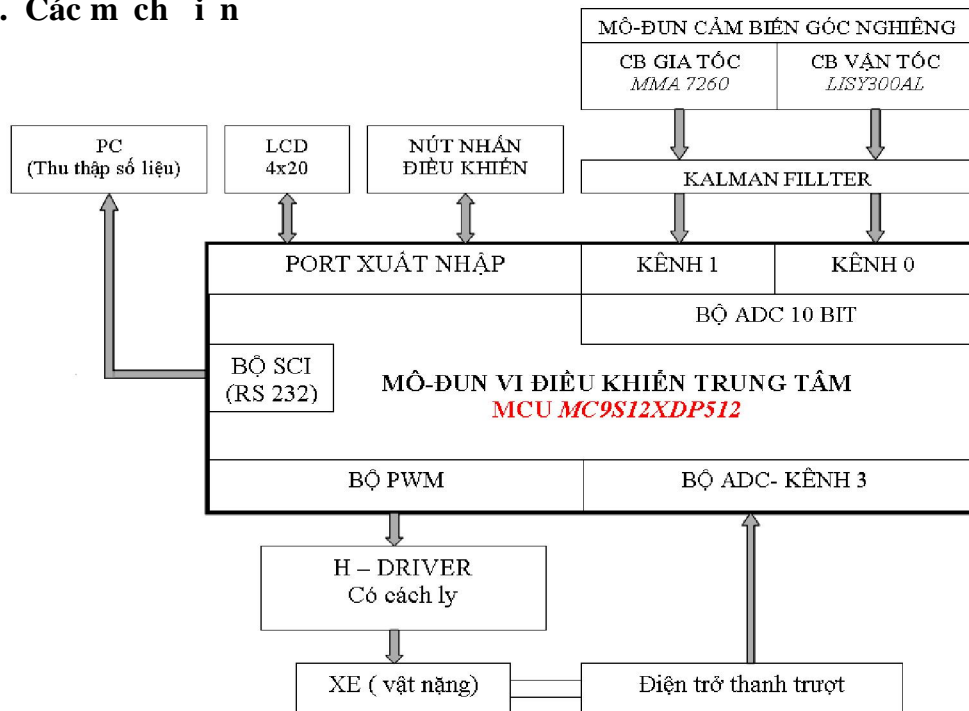 . Các m ch i n
MÔ-ĐUN CẢM BIẾN GÓC NGHIÊNG
CB GIA TỐC
MMA 7260
CB VẬN TỐC
LISY300AL
PC
(Thu thập số liệu)
LCD
4x20
NÚT NHẤN
ĐIỀU KHIỂN
KALMAN FILLTER
PORT XUẤT NHẬP
KÊNH 1
KÊNH 0
BỘ ADC 10 BIT
BỘ SCI
(RS 232)
MÔ-ĐUN VI ĐIỀU KHIỂN TRUNG TÂM
MCU MC9S12XDP512
BỘ PWM
BỘ ADC- KÊNH 3
H – DRIVER
Có cách ly
XE ( vật nặng)
Điện trở thanh trượt